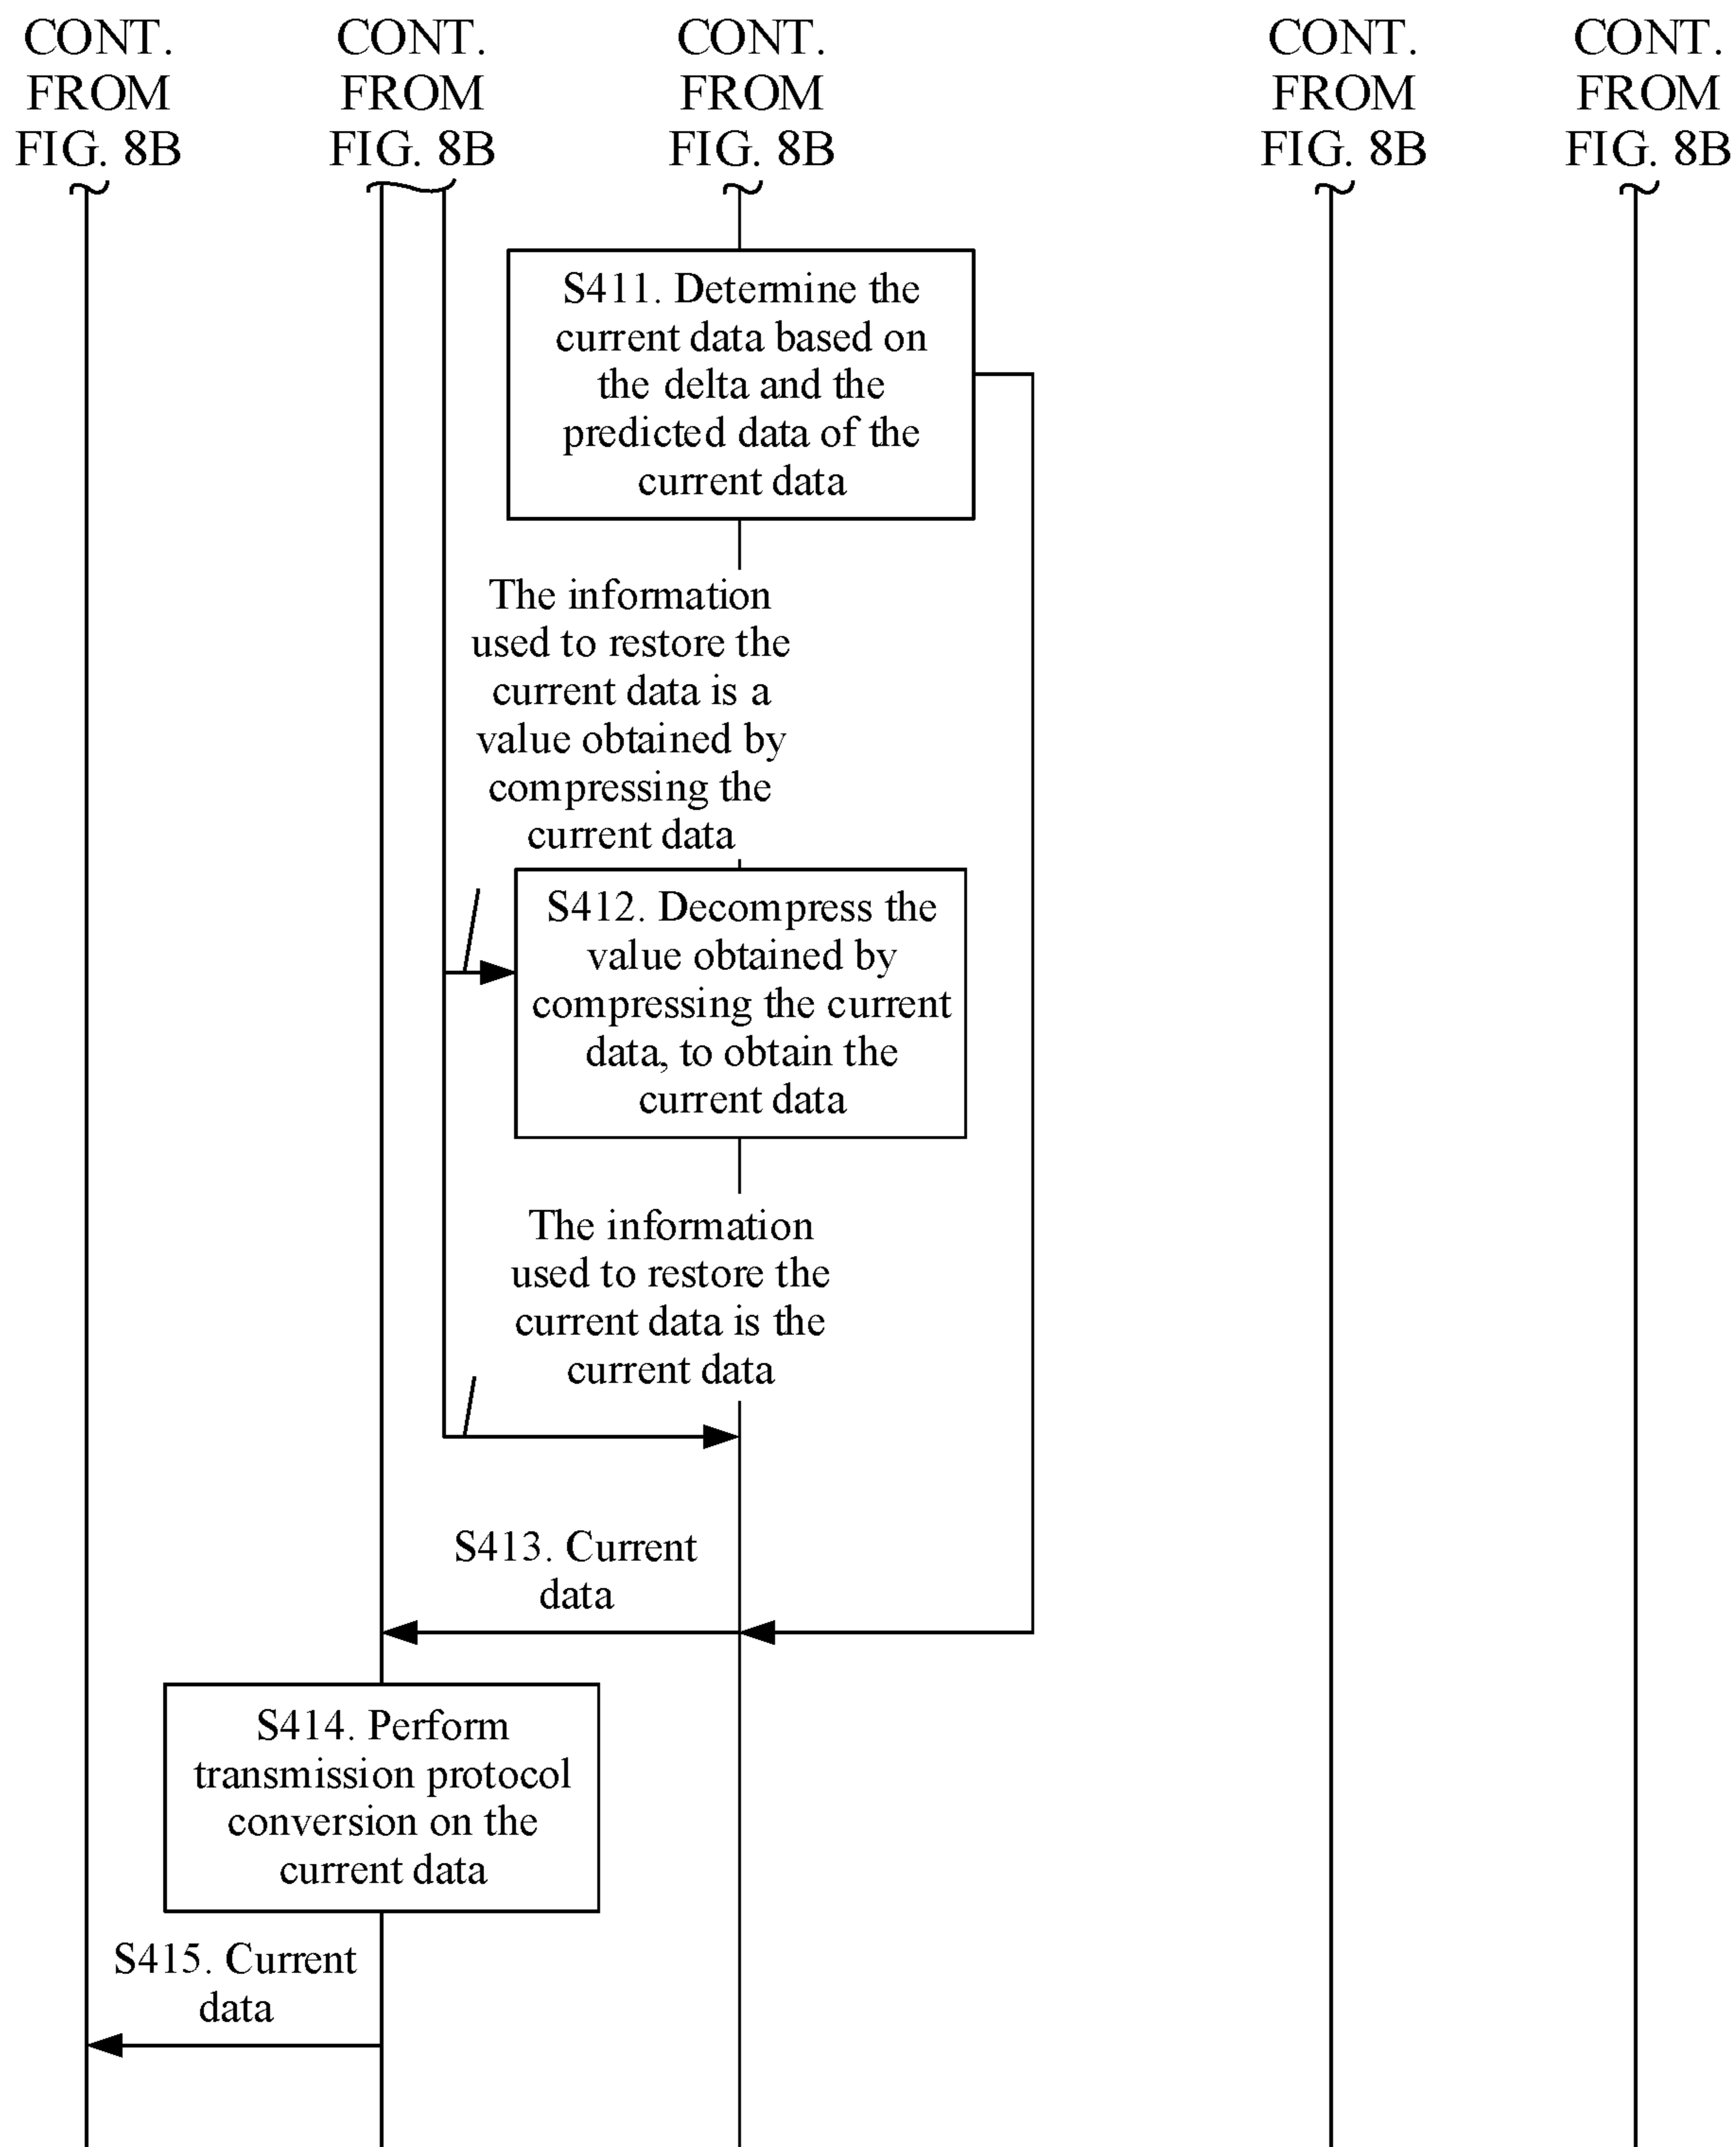 CONT.
FROM
FIG. 8B
CONT.
FROM
FIG. 8B
CONT.
FROM
FIG. 8B
CONT.
FROM
FIG. 8B
CONT.
FROM
FIG. 8B
S411. Determine the
current data based on
the delta and the
predicted data of the
current data
The information
used to restore the
current data is a
value obtained by
compressing the
current data
S412. Decompress the
value obtained by
compressing the current
data, to obtain the
current data
The information
used to restore the
current data is the
current data
S413. Current
data
S414. Perform
transmission protocol
conversion on the
current data
S415. Current
data